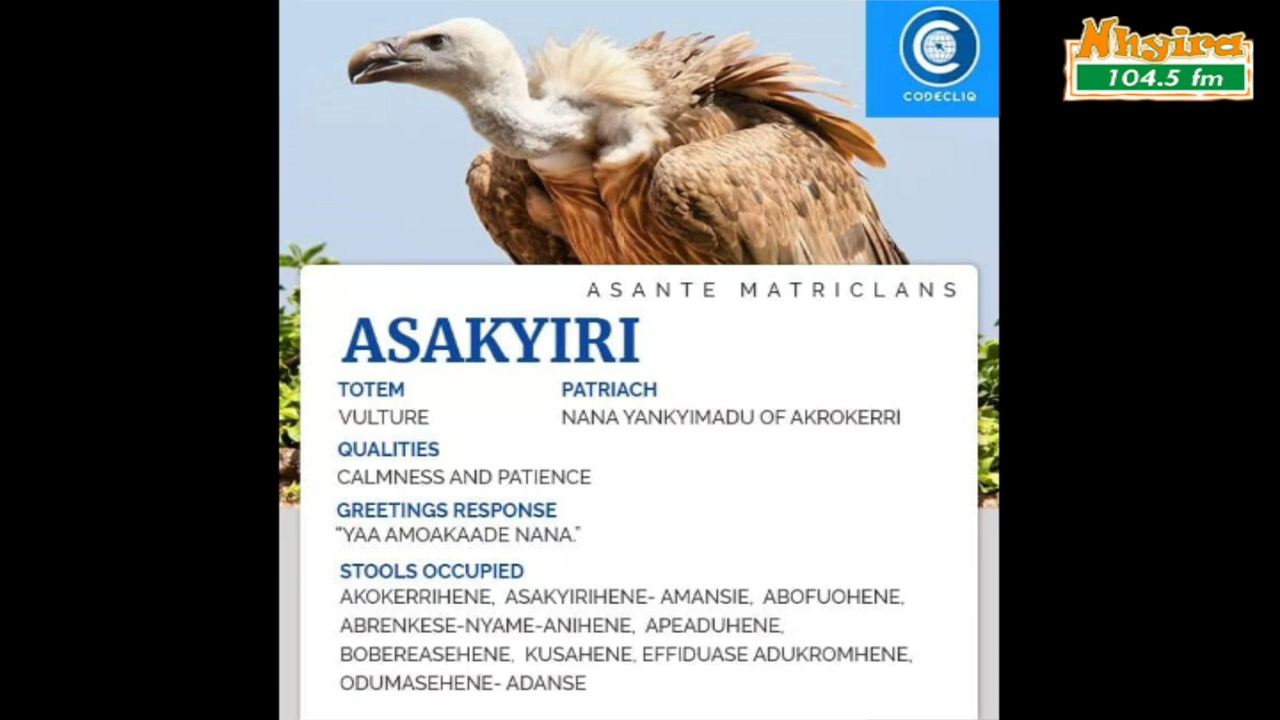 Nhyira
104.5 fm
CODECLIQ
ASANTE MATRICLANS
ASAKYIRI
TOTEM
PATRIACH
VULTURE
NANA YANKYIMADU OF AKROKERRI
QUALITIES
CALMNESS AND PATIENCE
GREETINGS RESPONSE
"YAA AMOAKAADE NANA."
STOOLS OCCUPIED
AKOKERRIHENE, ASAKYIRIHENE- AMANSIE, ABOFUOHENE,
ABRENKESE-NYAME-ANIHENE, APEADUHENE,
BOBEREASEHENE, KUSAHENE, EFFIDUASE ADUKROMHENE,
ODUMASEHENE- ADANSE